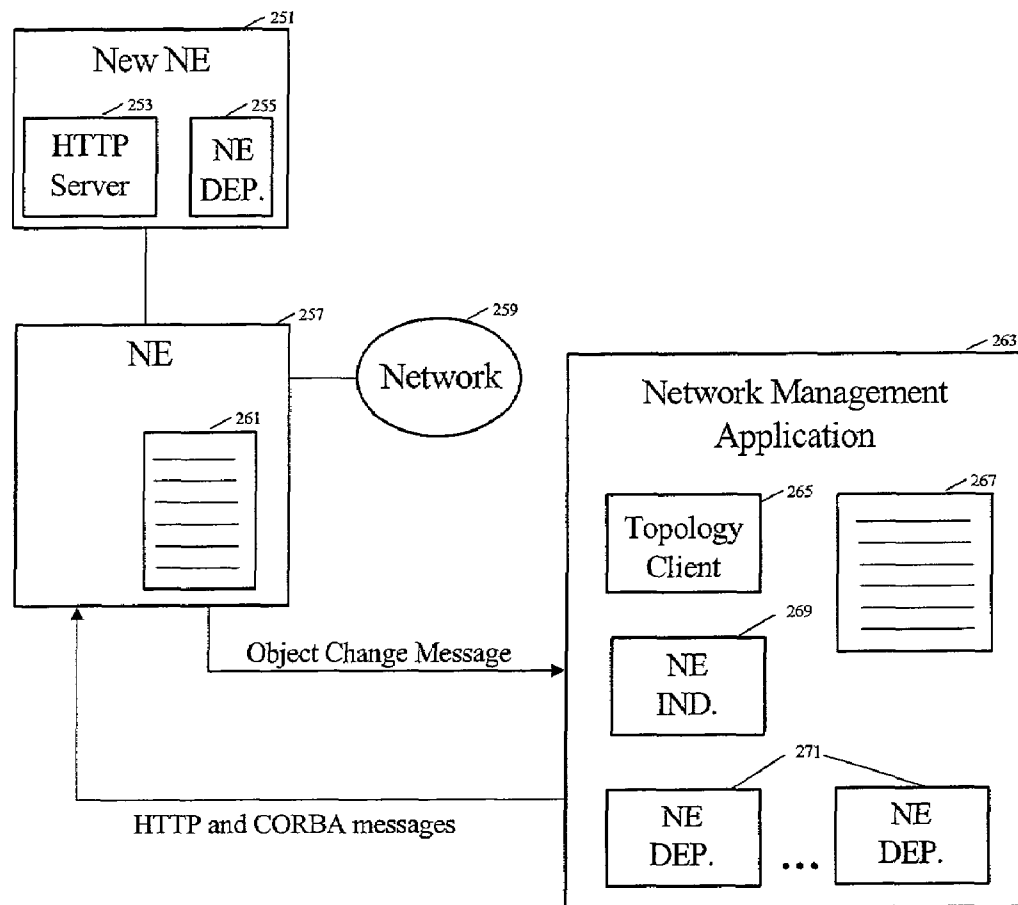 251
New NE
253
255
HTTP
Server
NE
DEP.
257
NE
259
Network
261
263
Network Management
Application
265
267
Topology
Client
269
Object Change Message
NE
IND.
271
HTTP and CORBA messages
NE
DEP.
...
NE
DEP.